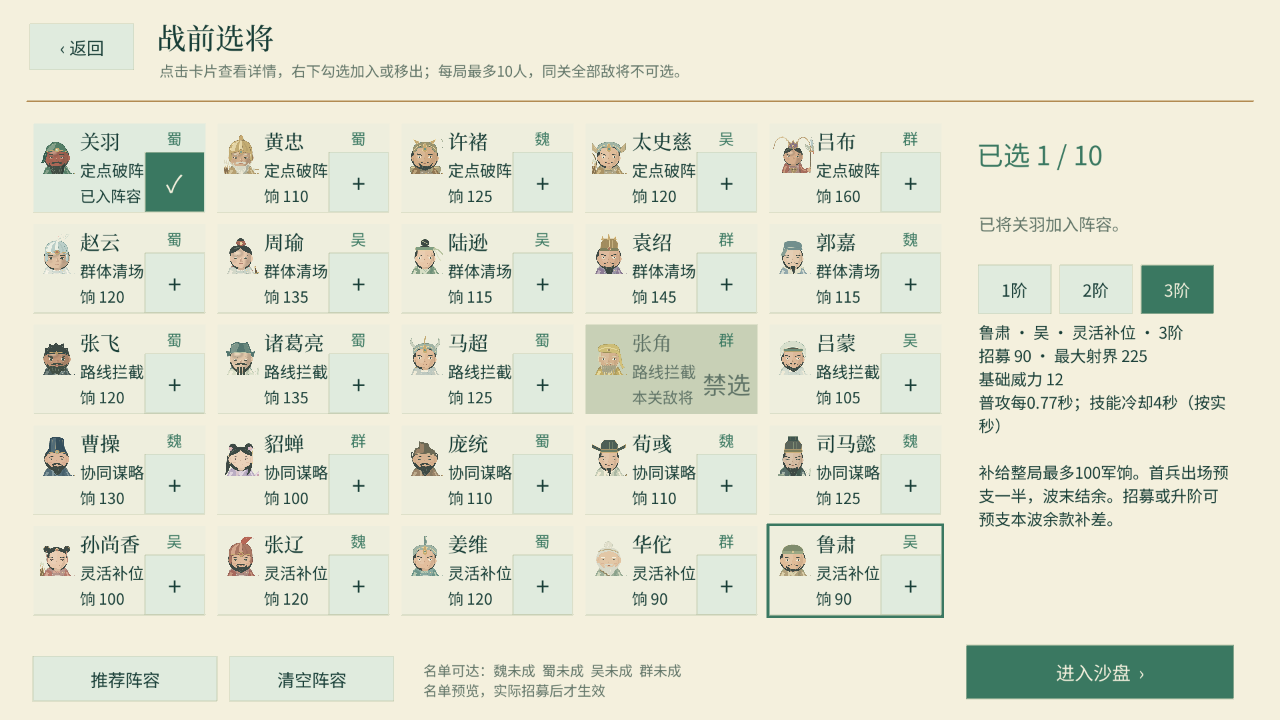 ‹ 返回
战前选将
点击卡片查看详情，右下勾选加入或移出；每局最多10人，同关全部敌将不可选。
关羽 蜀
定点破阵
已入阵容 ✓
黄忠 蜀
定点破阵
饷 110 +
许褚 魏
定点破阵
饷 125 +
太史慈 吴
定点破阵
饷 120 +
吕布 群
定点破阵
饷 160 +
赵云 蜀
群体清场
饷 120 +
周瑜 吴
群体清场
饷 135 +
陆逊 吴
群体清场
饷 115 +
袁绍 群
群体清场
饷 145 +
郭嘉 魏
群体清场
饷 115 +
张飞 蜀
路线拦截
饷 120 +
诸葛亮 蜀
路线拦截
饷 135 +
马超 蜀
路线拦截
饷 125 +
张角 群
路线拦截
本关敌将 禁选
吕蒙 吴
路线拦截
饷 105 +
曹操 魏
协同谋略
饷 130 +
貂蝉 群
协同谋略
饷 100 +
庞统 蜀
协同谋略
饷 110 +
荀彧 魏
协同谋略
饷 110 +
司马懿 魏
协同谋略
饷 125 +
孙尚香 吴
灵活补位
饷 100 +
张辽 魏
灵活补位
饷 120 +
姜维 蜀
灵活补位
饷 120 +
华佗 群
灵活补位
饷 90 +
鲁肃 吴
灵活补位
饷 90 +
已选 1 / 10
已将关羽加入阵容。
1阶 2阶 3阶
鲁肃 · 吴 · 灵活补位 · 3阶
招募 90 · 最大射界 225
基础威力 12
普攻每0.77秒；技能冷却4秒（按实
秒）
补给整局最多100军饷。首兵出场预
支一半，波末结余。招募或升阶可
预支本波余款补差。
推荐阵容
清空阵容
名单可达：魏未成 蜀未成 吴未成 群未成
名单预览，实际招募后才生效
进入沙盘 ›